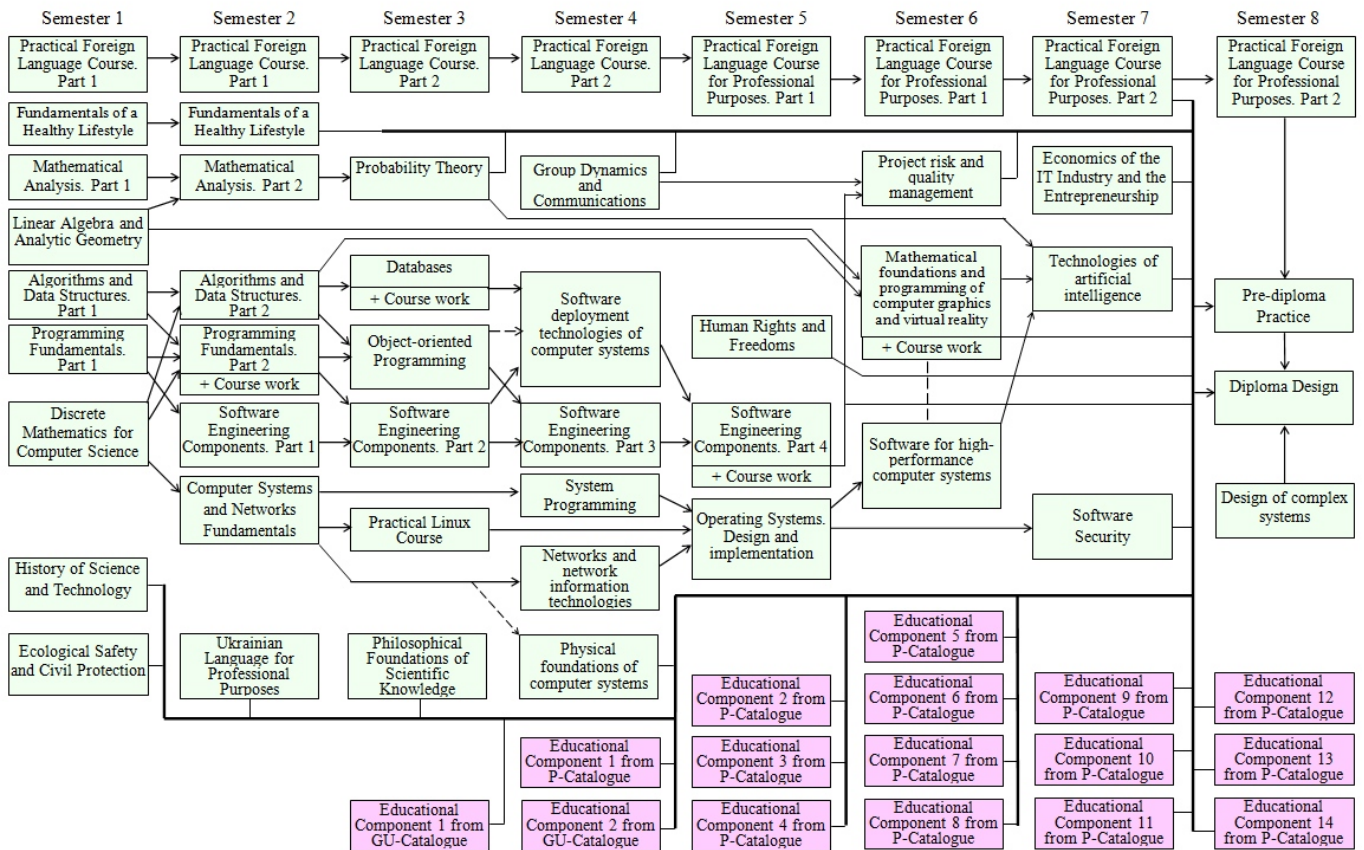 Semester 1
Semester 2
Semester 3
Semester 4
Semester 5
Semester 6
Semester 7
Semester 8
Practical Foreign
Language Course.
Part 1
Practical Foreign
Language Course.
Part 1
Practical Foreign
Language Course.
Part 2
Practical Foreign
Language Course.
Part 2
Practical Foreign
Language Course
for Professional
Purposes. Part 1
Practical Foreign
Language Course
for Professional
Purposes. Part 1
Practical Foreign
Language Course
for Professional
Purposes. Part 2
Practical Foreign
Language Course
for Professional
Purposes. Part 2
Fundamentals of a
Healthy Lifestyle
Fundamentals of a
Healthy Lifestyle
Mathematical
Analysis. Part 1
Mathematical
Analysis. Part 2
Probability Theory
Group Dynamics
and
Communications
Project risk and
quality
management
Economics of the
IT Industry and the
Entrepreneurship
Linear Algebra and
Analytic Geometry
Algorithms and
Data Structures.
Part 1
Algorithms and
Data Structures.
Part 2
Databases
+ Course work
Software
deployment
technologies of
computer systems
Mathematical
foundations and
programming of
computer graphics
and virtual reality
+ Course work
Technologies of
artificial
intelligence
Pre-diploma
Practice
Programming
Fundamentals.
Part 1
Programming
Fundamentals.
Part 2
+ Course work
Object-oriented
Programming
Human Rights and
Freedoms
Diploma Design
Discrete
Mathematics for
Computer Science
Software
Engineering
Components. Part 1
Software
Engineering
Components. Part 2
Software
Engineering
Components. Part 3
Software
Engineering
Components. Part 4
+ Course work
Software for high-
performance
computer systems
Computer Systems
and Networks
Fundamentals
System
Programming
Practical Linux
Course
Operating Systems.
Design and
implementation
Software
Security
Design of complex
systems
Networks and
network
information
technologies
History of Science
and Technology
Ecological Safety
and Civil Protection
Ukrainian
Language for
Professional
Purposes
Philosophical
Foundations of
Scientific
Knowledge
Physical
foundations of
computer systems
Educational
Component 5 from
P-Catalogue
Educational
Component 2 from
P-Catalogue
Educational
Component 6 from
P-Catalogue
Educational
Component 9 from
P-Catalogue
Educational
Component 12
from P-Catalogue
Educational
Component 1 from
P-Catalogue
Educational
Component 3 from
P-Catalogue
Educational
Component 7 from
P-Catalogue
Educational
Component 10
from P-Catalogue
Educational
Component 13
from P-Catalogue
Educational
Component 1 from
GU-Catalogue
Educational
Component 2 from
GU-Catalogue
Educational
Component 4 from
P-Catalogue
Educational
Component 8 from
P-Catalogue
Educational
Component 11
from P-Catalogue
Educational
Component 14
from P-Catalogue